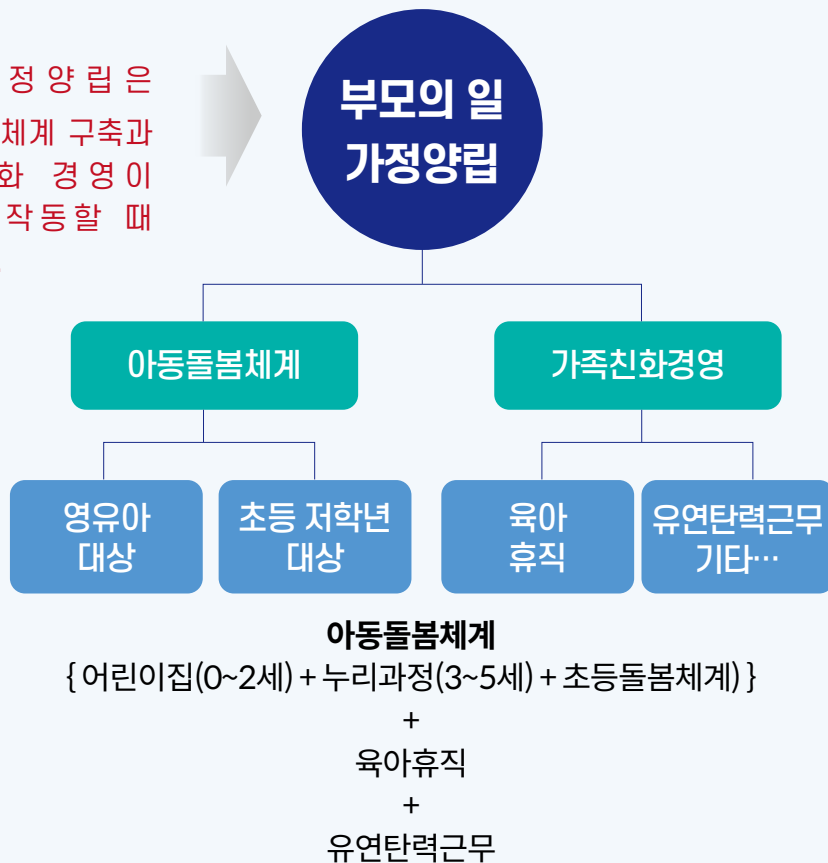 정양립은
체계 구축과
화 경영이
작동할 때
부모의 일
가정양립
아동돌봄체계
가족친화경영
영유아
대상
초등 저학년
대상
육아
휴직
유연탄력근무
기타…
아동돌봄체계
{ 어린이집(0~2세) + 누리과정(3~5세) + 초등돌봄체계) }
+
육아휴직
+
유연탄력근무